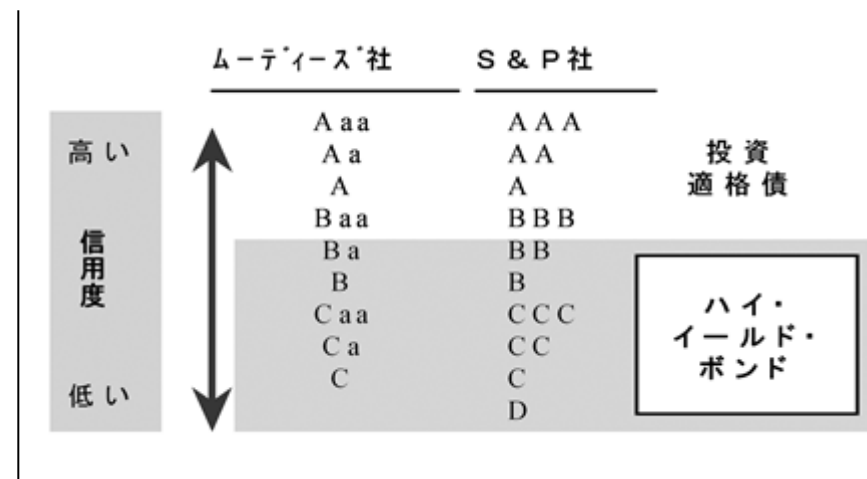 ムーディーズ社 S & P 社
高い
信用度
低い
Aaa AAA
Aa AA
A A
Baa BBB
Ba BB
B B
Caa CCC
Ca CC
C C
D
投資
適格債
ハイ・
イールド・
ボンド